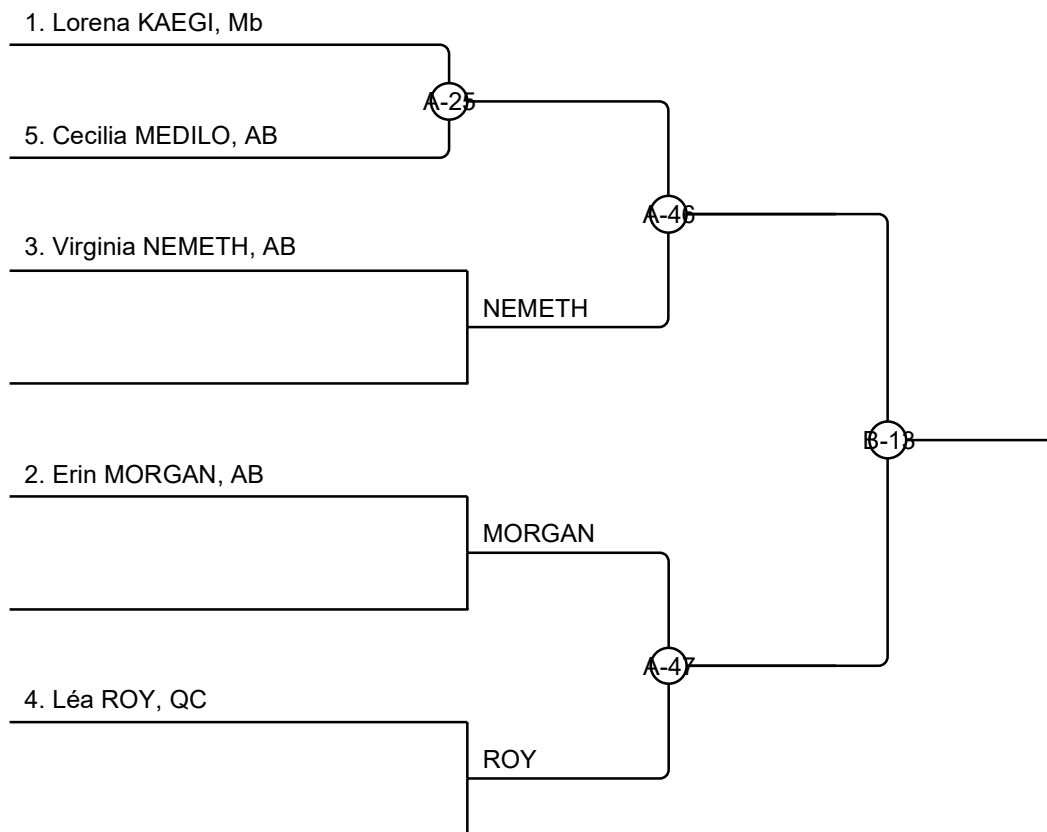 1. Lorena KAEGI, Mb
A-25
5. Cecilia MEDILO, AB
A-46
3. Virginia NEMETH, AB
NEMETH
B-13
2. Erin MORGAN, AB
MORGAN
A-47
4. Léa ROY, QC
ROY